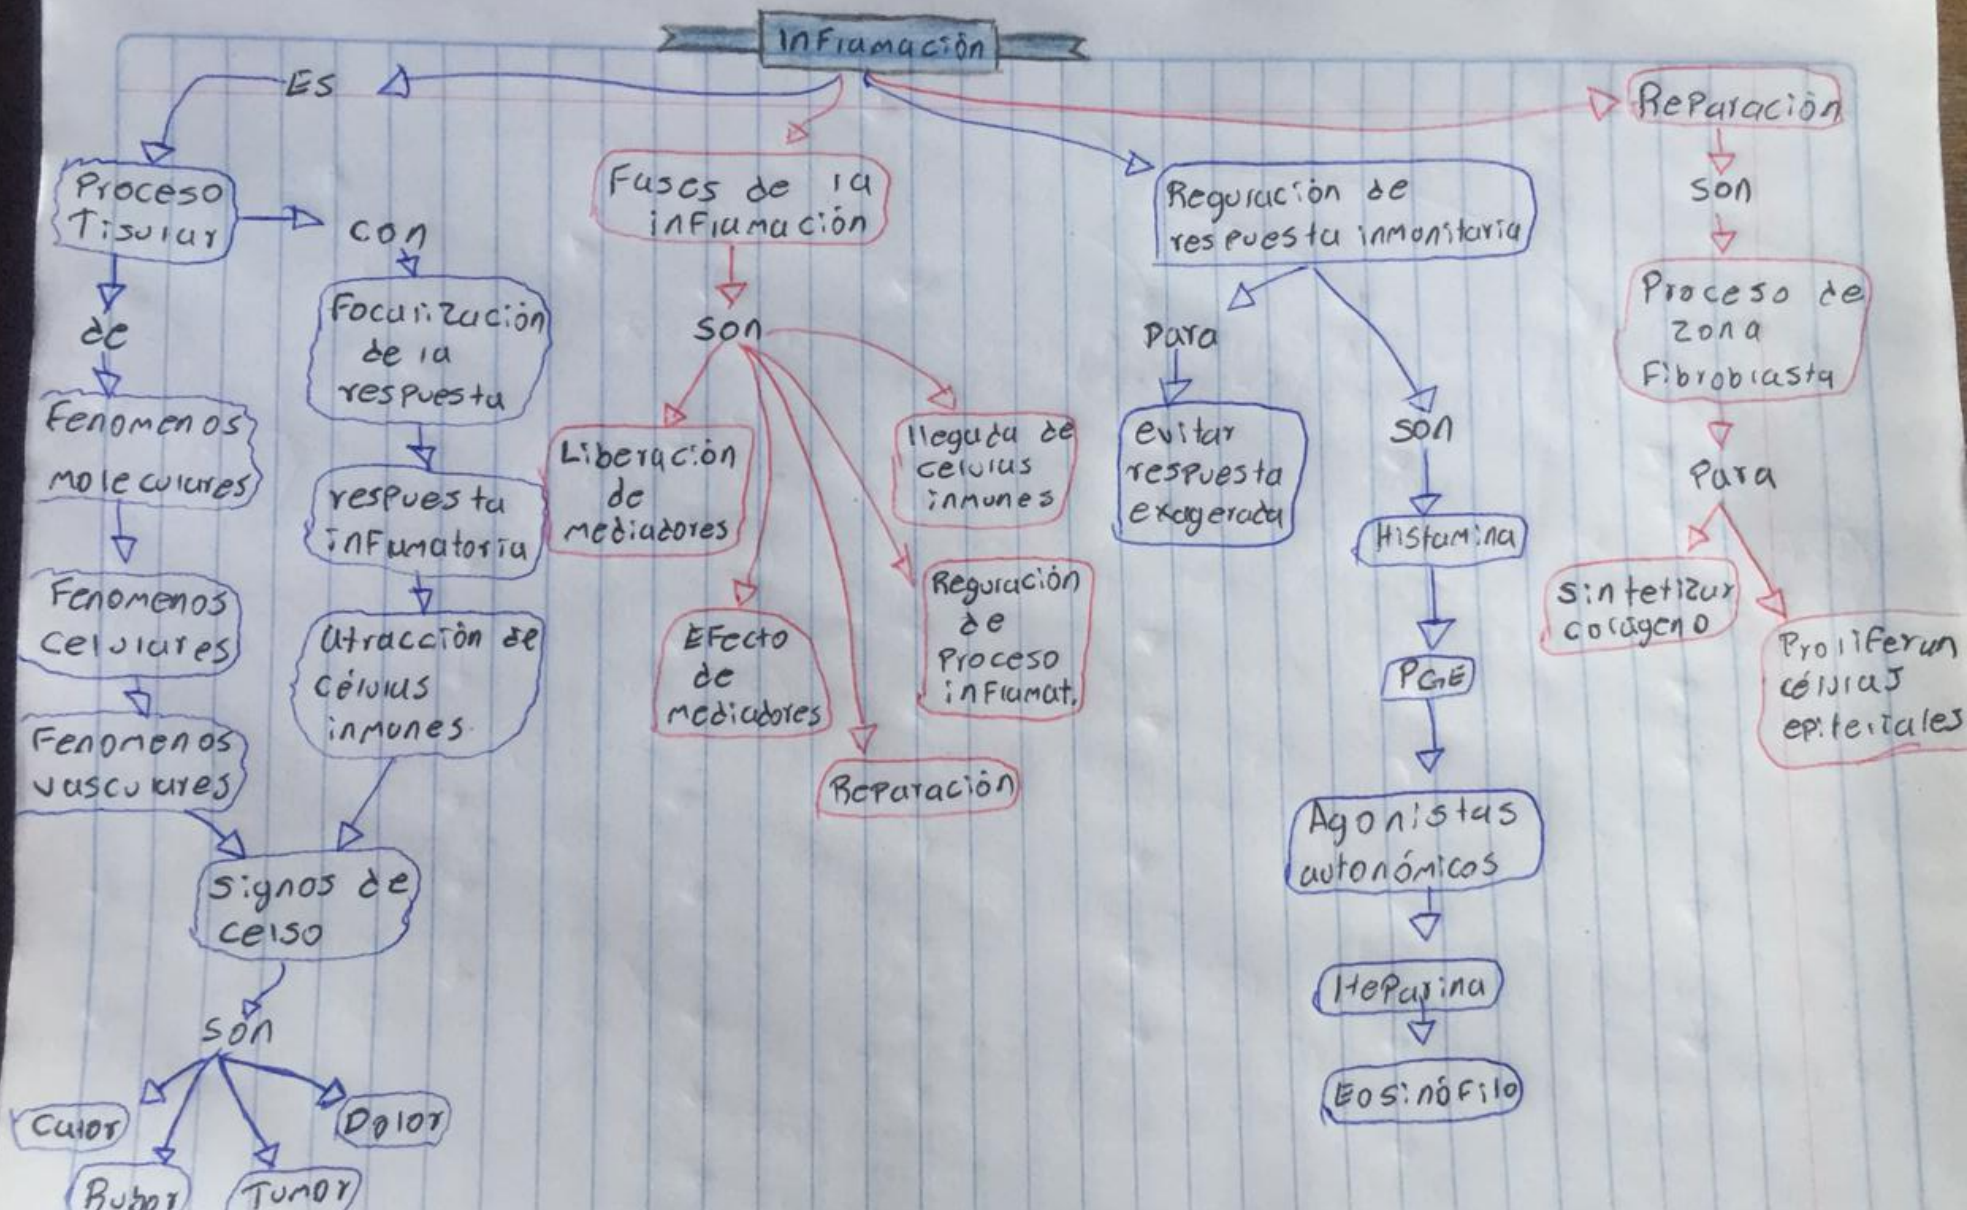 Inflamación
ES
Proceso
Tisular
de
Fenomenos
moleculares
Fenomenos
celulares
Fenomenos
vasculares
con
Focalización
de la
respuesta
respuesta
inflamatoria
atracción de
células
inmunes.
signos de
celso
son
Calor
Rubor
Tumor
Dolor
Fases de la
inflamación
son
Liberación
de
mediadores
Efecto
de
mediadores
Reparación
Regulación
de
Proceso
inflamat.
llegada de
celulas
inmunes
Regulación de
respuesta inmonitaria
Para
evitar
respuesta
exagerada
son
Histamina
PGE
Agonistas
autonómicos
Heparina
Eosinófilo
Reparación
son
Proceso de
zona
Fibroblasta
Para
sintetizar
colágeno
Proliferan
células
epiteliales